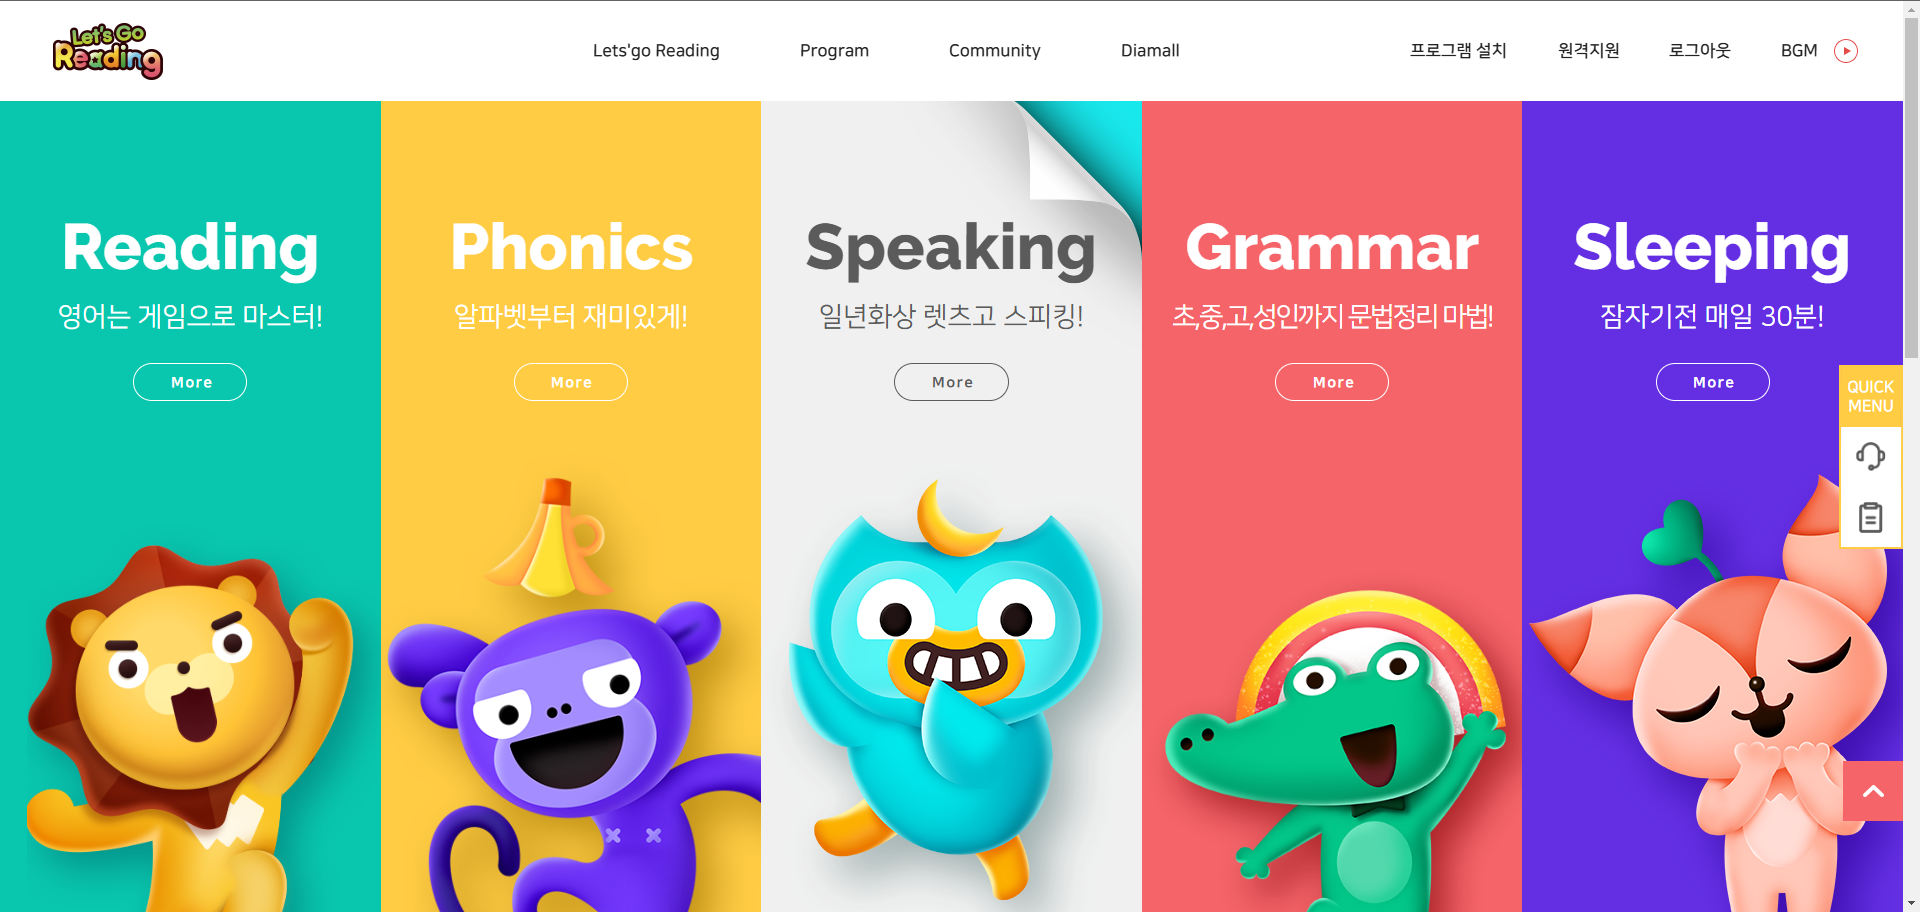 Let's Go
Reading
Lets'go Reading
Program
Community
Diamall
프로그램 설치
원격지원
로그아웃
BGM
Reading
영어는 게임으로 마스터!
More
Phonics
알파벳부터 재미있게!
More
Speaking
일년화상 렛츠고 스피킹!
More
Grammar
초,중,고,성인까지 문법정리 마법!
More
Sleeping
잠자기전 매일 30분!
More
QUICK
MENU